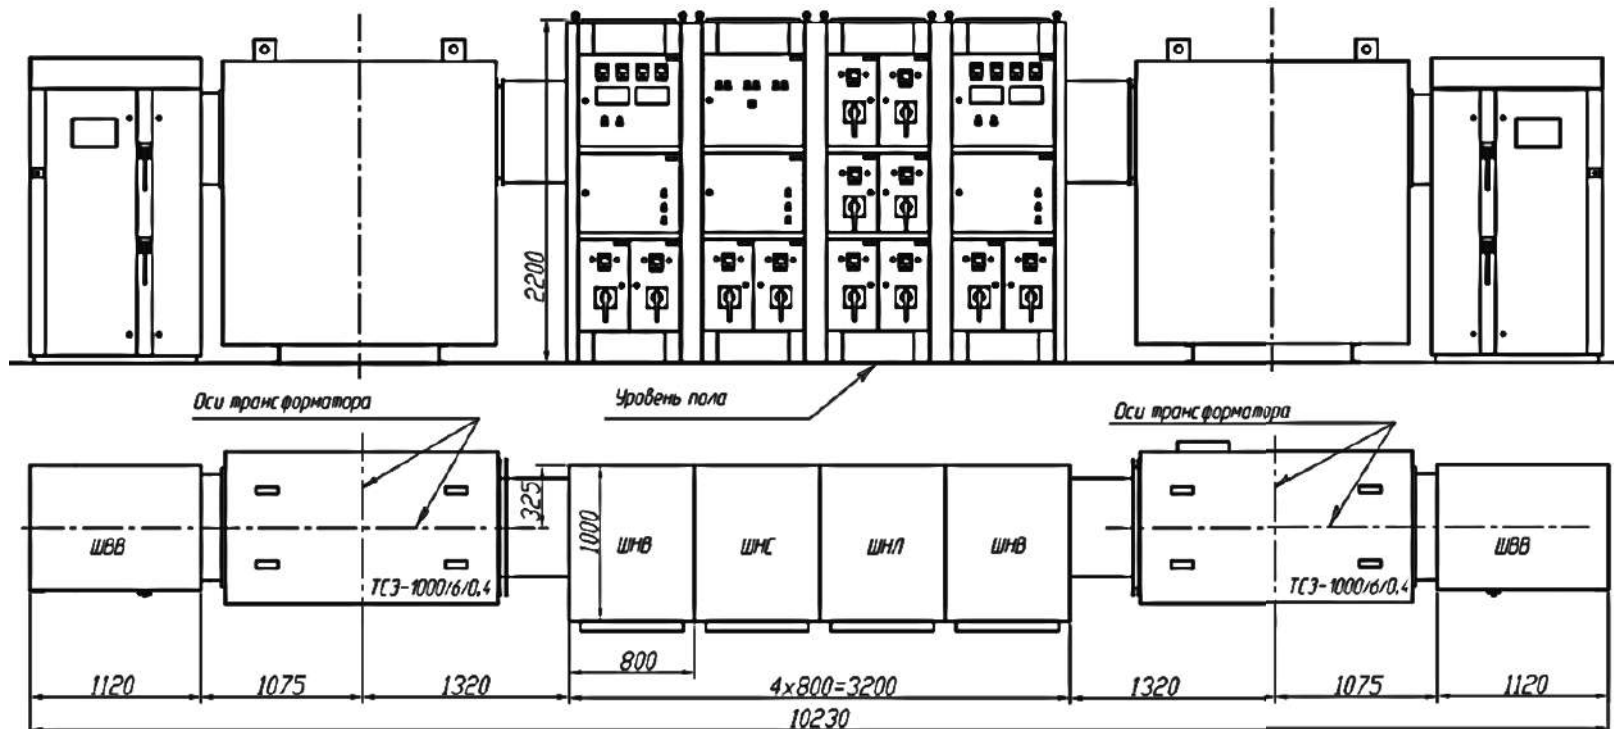 2200
Оси трансформатора
Уровень пола
Оси трансформатора
325
1000
ШВВ
ШНВ
ШНС
ШНЛ
ШНВ
ШВВ
ТСЗ-1000/6/0.4
ТСЗ-1000/6/0.4
800
1120
1075
1320
4x800=3200
1320
1075
1120
10230